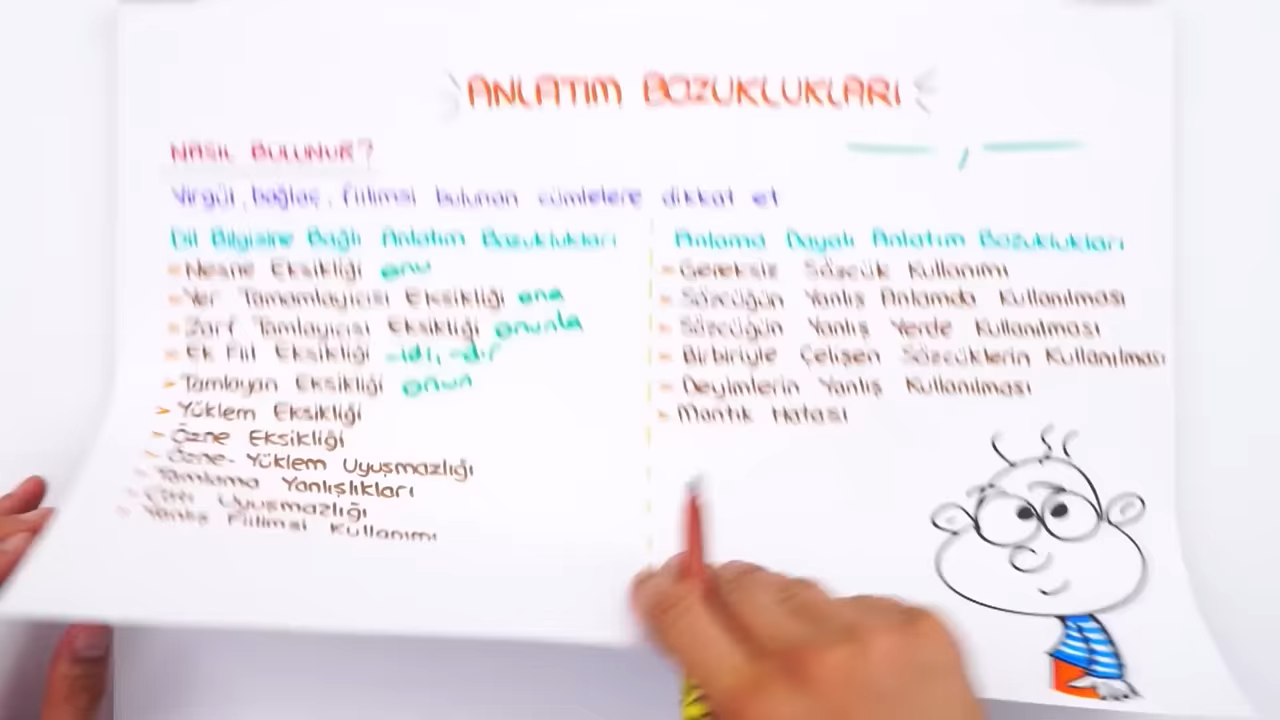 ANLATIM BOZUKLUKLARI
NASIL BULUNUR?
Virgül, bağlaç, fiilimsi bulunan cümlelere dikkat et
Dil Bilgisine Bağlı Anlatım Bozuklukları
- Nesne Eksikliği onu
- Yer Tamamlayıcısı Eksikliği ona
- Zarf Tamlayıcısı Eksikliği onunla
- Ek Fiil Eksikliği -idi, -dır
➤ Tamlayan Eksikliği onun
➤ Yüklem Eksikliği
- Özne Eksikliği
- Özne- Yüklem Uyuşmazlığı
- Tamlama Yanlışlıkları
- Çatı Uyuşmazlığı
- Yanlış Fiilimsi Kullanımı
Anlama Dayalı Anlatım Bozuklukları
- Gereksiz Sözcük Kullanımı
- Sözcüğün Yanlış Anlamda Kullanılması
- Sözcüğün Yanlış Yerde Kullanılması
- Birbiriyle Çelişen Sözcüklerin Kullanılması
- Deyimlerin Yanlış Kullanılması
- Mantık Hatası